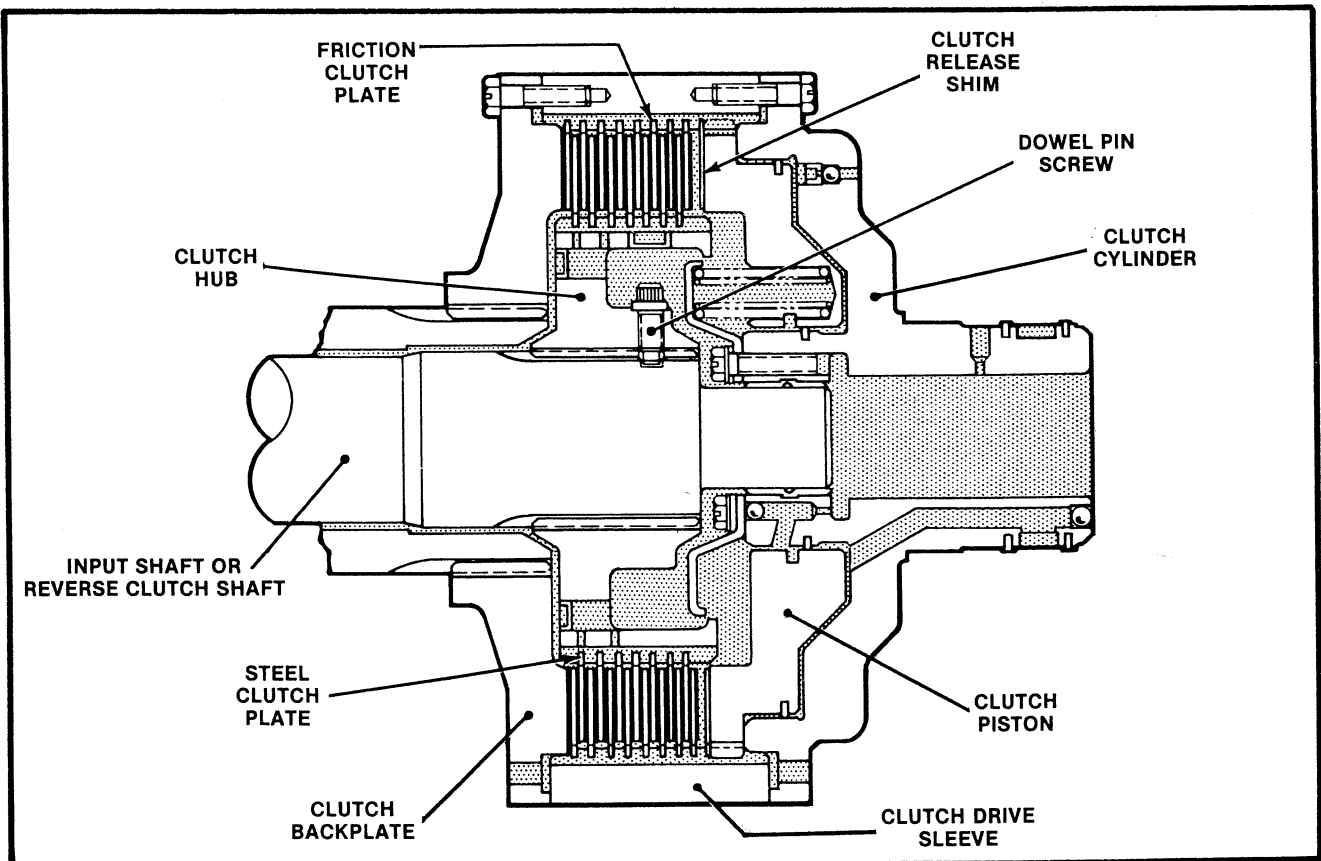 FRICTION
CLUTCH
PLATE
CLUTCH
RELEASE
SHIM
DOWEL PIN
SCREW
CLUTCH
HUB
CLUTCH
CYLINDER
INPUT SHAFT OR
REVERSE CLUTCH SHAFT
STEEL
CLUTCH
PLATE
CLUTCH
PISTON
CLUTCH
BACKPLATE
CLUTCH DRIVE
SLEEVE